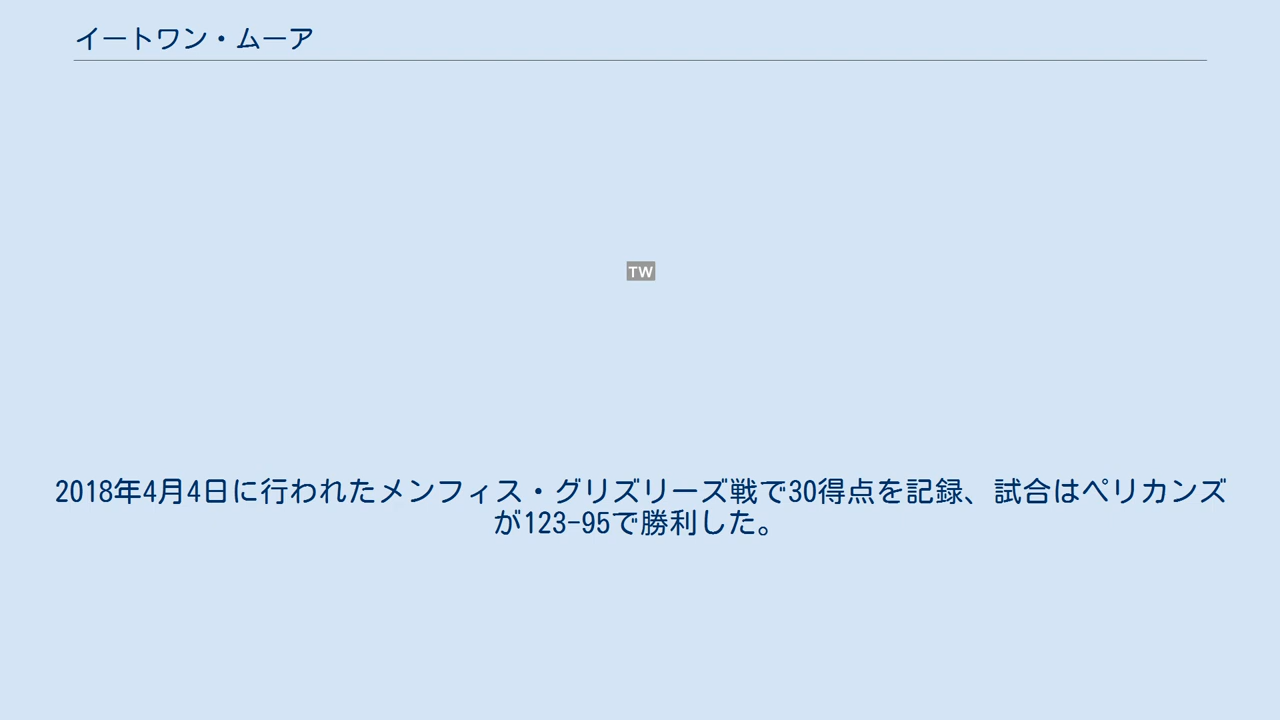 イートワン・ムーア
TW
2018年4月4日に行われたメンフィス・グリズリーズ戦で30得点を記録、試合はペリカンズ
が123-95で勝利した。